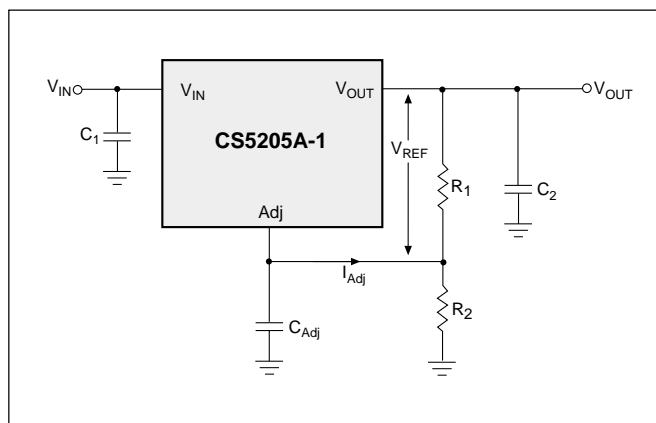 V_IN
V_IN
V_OUT
V_OUT
C_1
CS5205A-1
V_REF
R_1
C_2
Adj
I_Adj
C_Adj
R_2